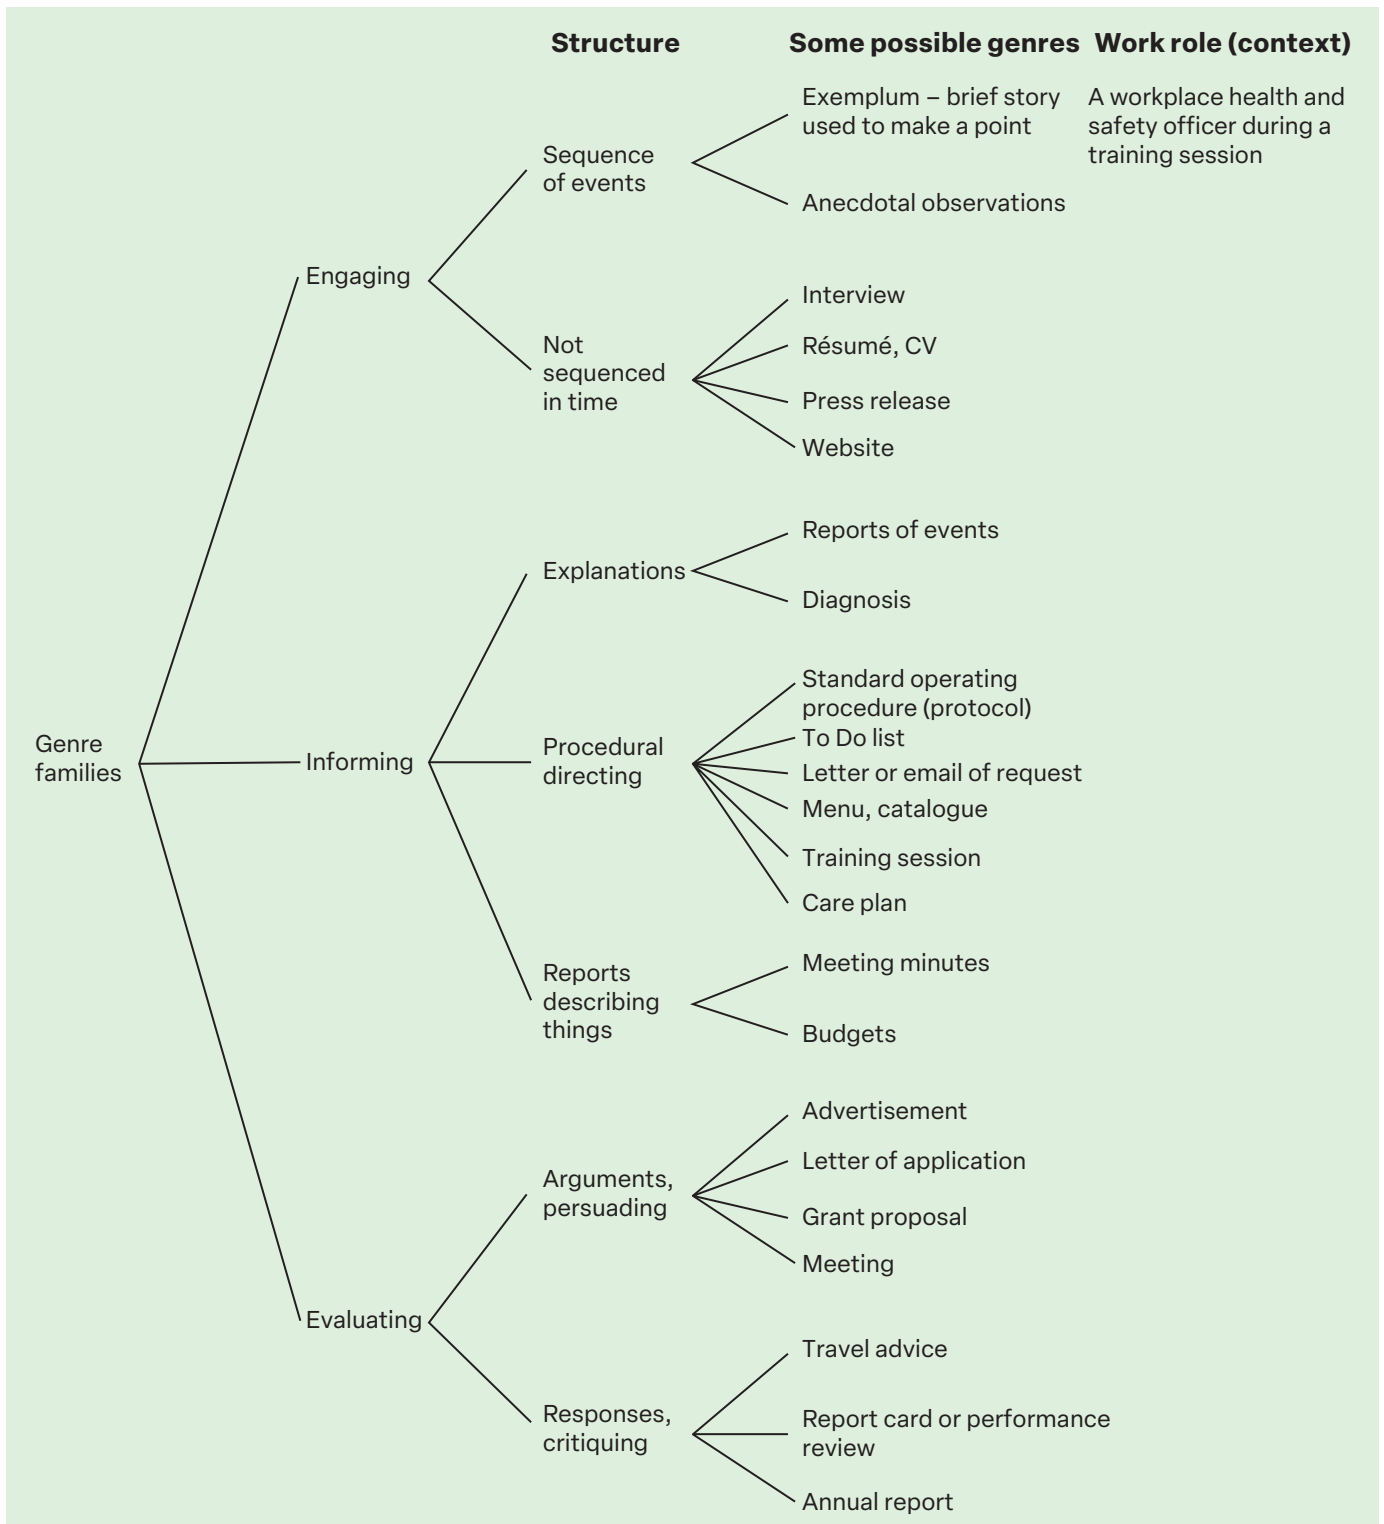 Structure
Some possible genres
Work role (context)
Exemplum – brief story
used to make a point
A workplace health and
safety officer during a
training session
Sequence
of events
Anecdotal observations
Engaging
Interview
Not
sequenced
in time
Résumé, CV
Press release
Website
Reports of events
Explanations
Diagnosis
Standard operating
procedure (protocol)
To Do list
Genre
families
Informing
Procedural
directing
Letter or email of request
Menu, catalogue
Training session
Care plan
Meeting minutes
Reports
describing
things
Budgets
Advertisement
Letter of application
Arguments,
persuading
Grant proposal
Meeting
Evaluating
Travel advice
Responses,
critiquing
Report card or performance
review
Annual report